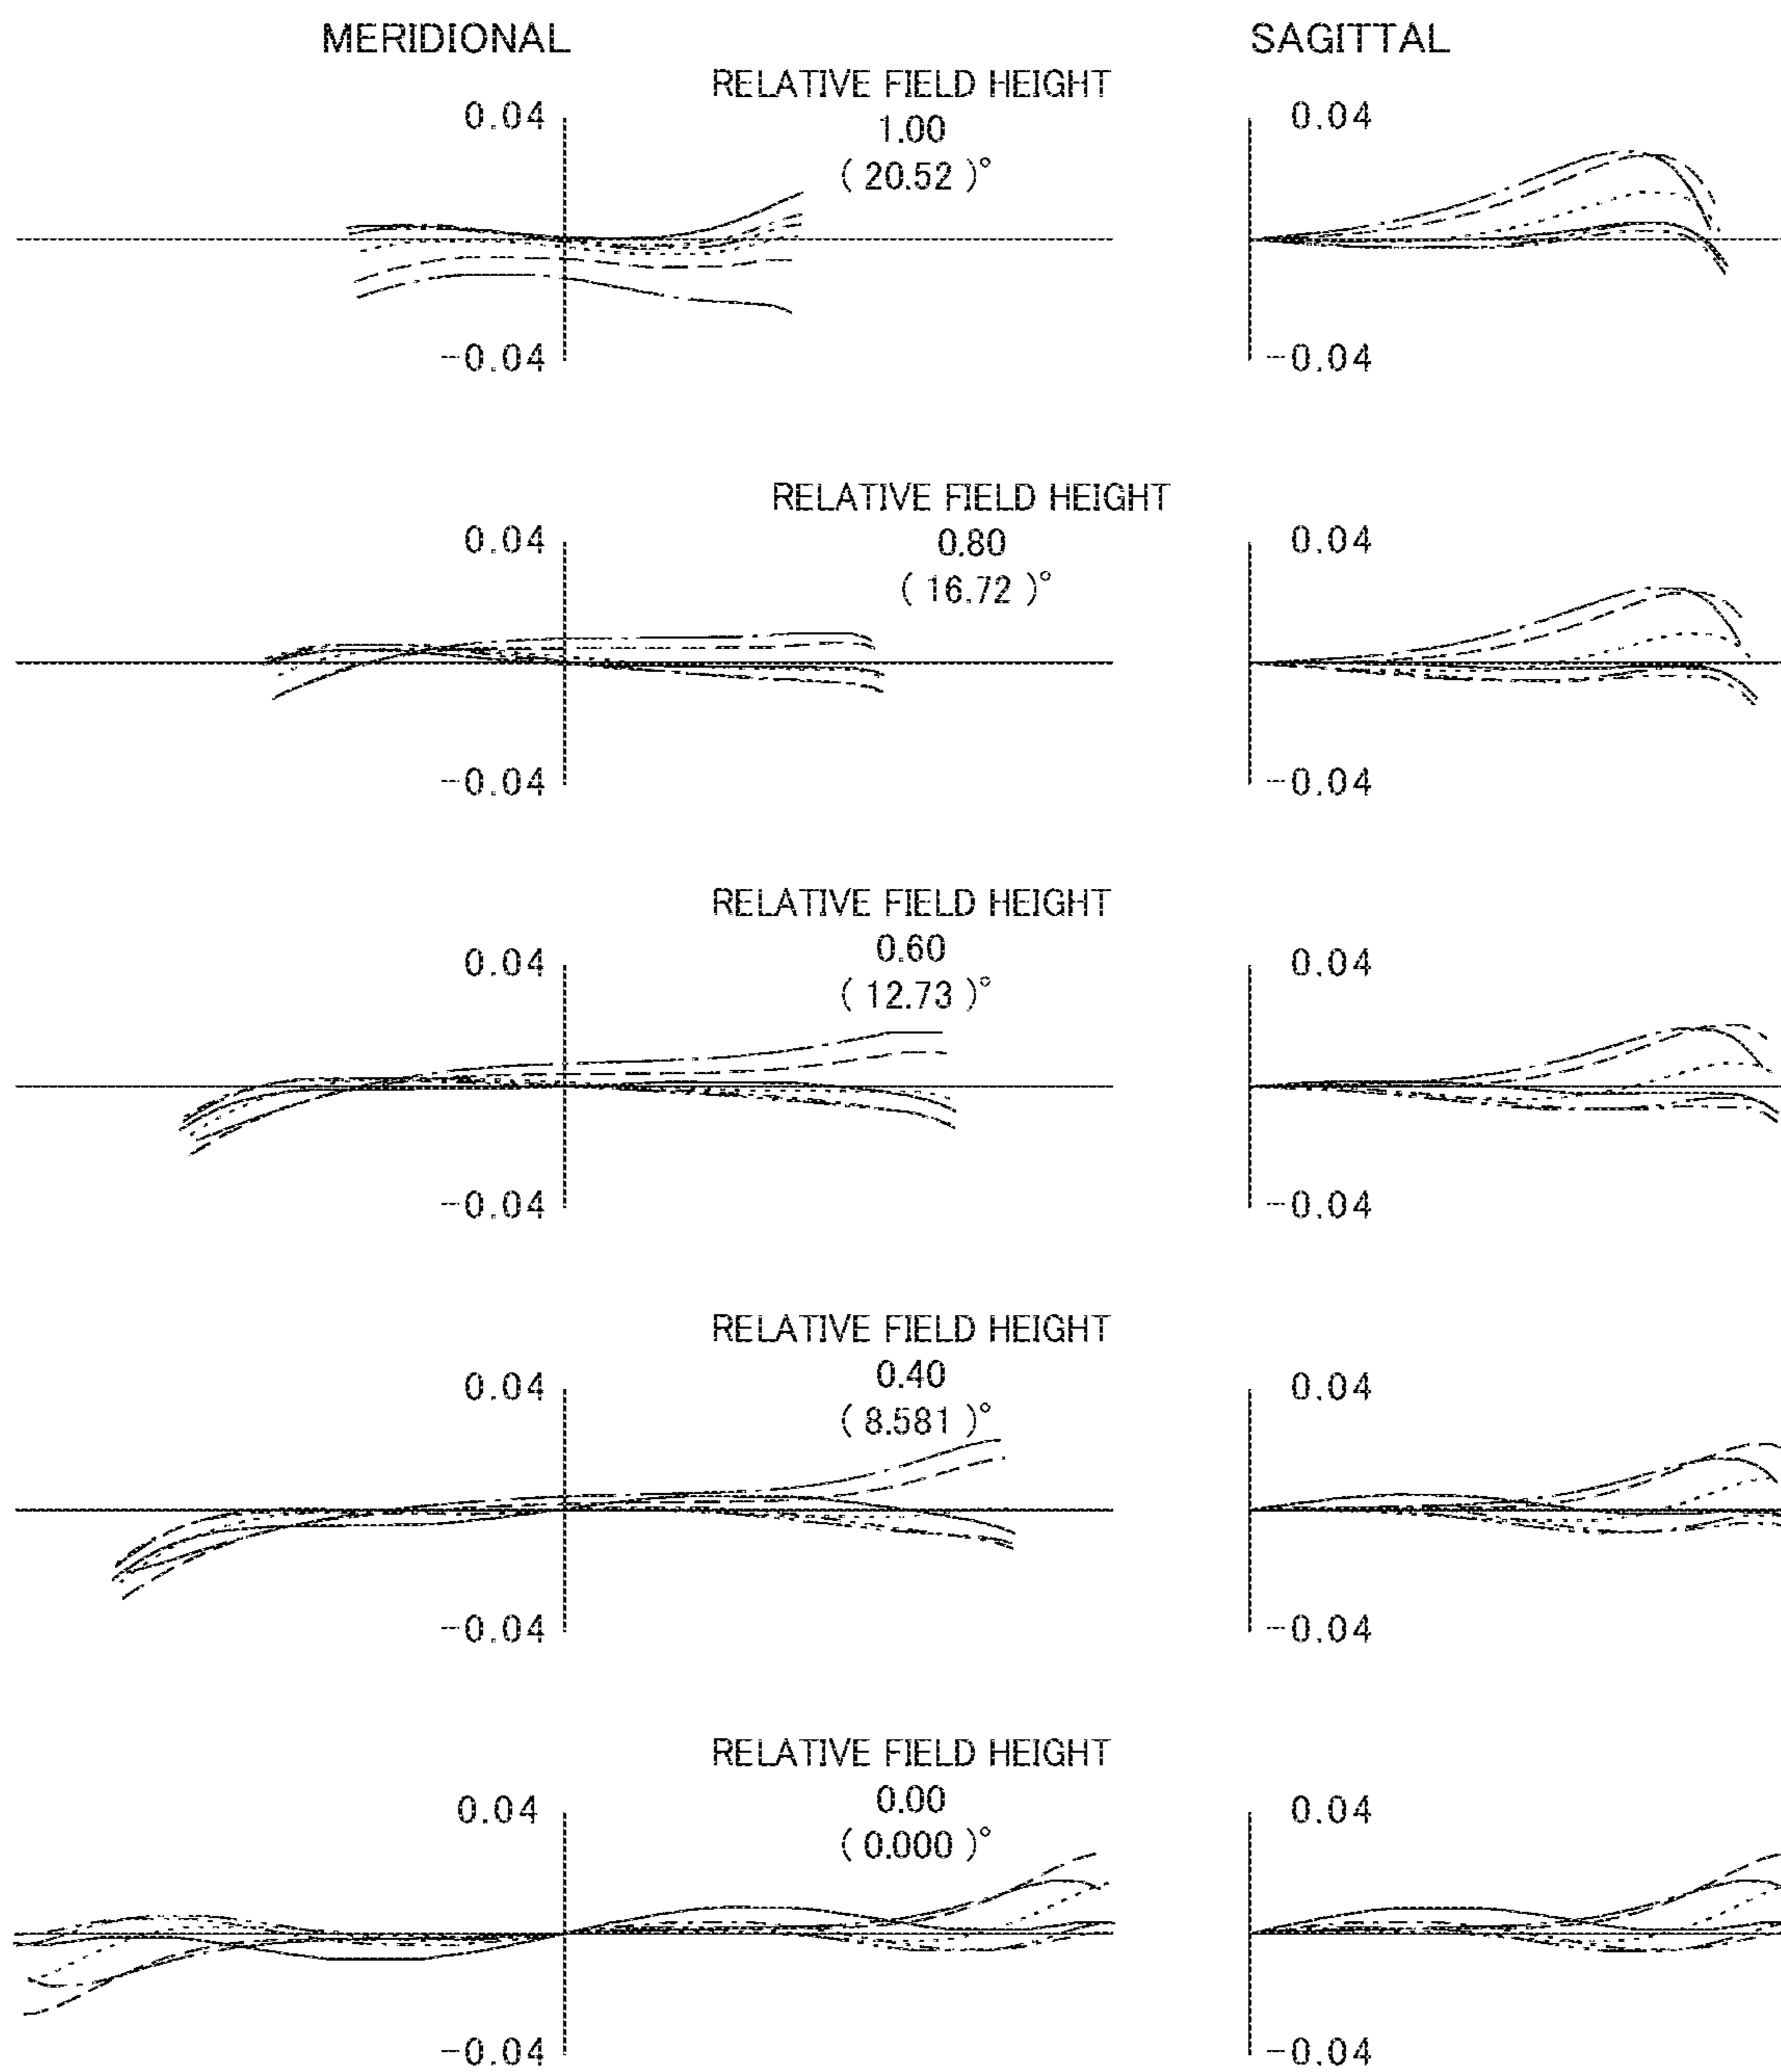 MERIDIONAL
SAGITTAL
RELATIVE FIELD HEIGHT
1.00
( 20.52 )°
0.04
0.04
-0.04
-0.04
RELATIVE FIELD HEIGHT
0.80
( 16.72 )°
0.04
0.04
-0.04
-0.04
RELATIVE FIELD HEIGHT
0.60
( 12.73 )°
0.04
0.04
-0.04
-0.04
RELATIVE FIELD HEIGHT
0.40
( 8.581 )°
0.04
0.04
-0.04
-0.04
RELATIVE FIELD HEIGHT
0.00
( 0.000 )°
0.04
0.04
-0.04
-0.04